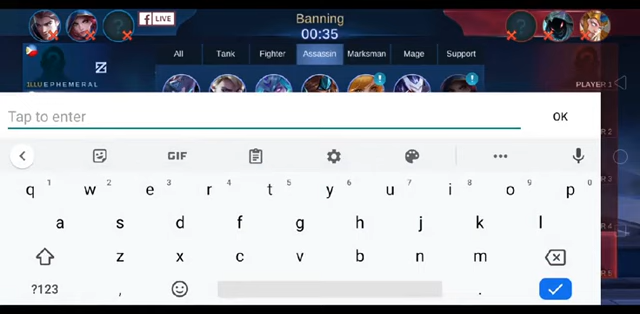 Banning
f LIVE
00:35
All Tank Fighter Assassin Marksman Mage Support
ILLUEPHEMERAL
PLAYER 1
Tap to enter OK
GIF
q 1 w 2 e 3 r 4 t 5 y 6 u 7 i 8 o 9 p 0
a s d f g h j k l
z x c v b n m
?123 , .